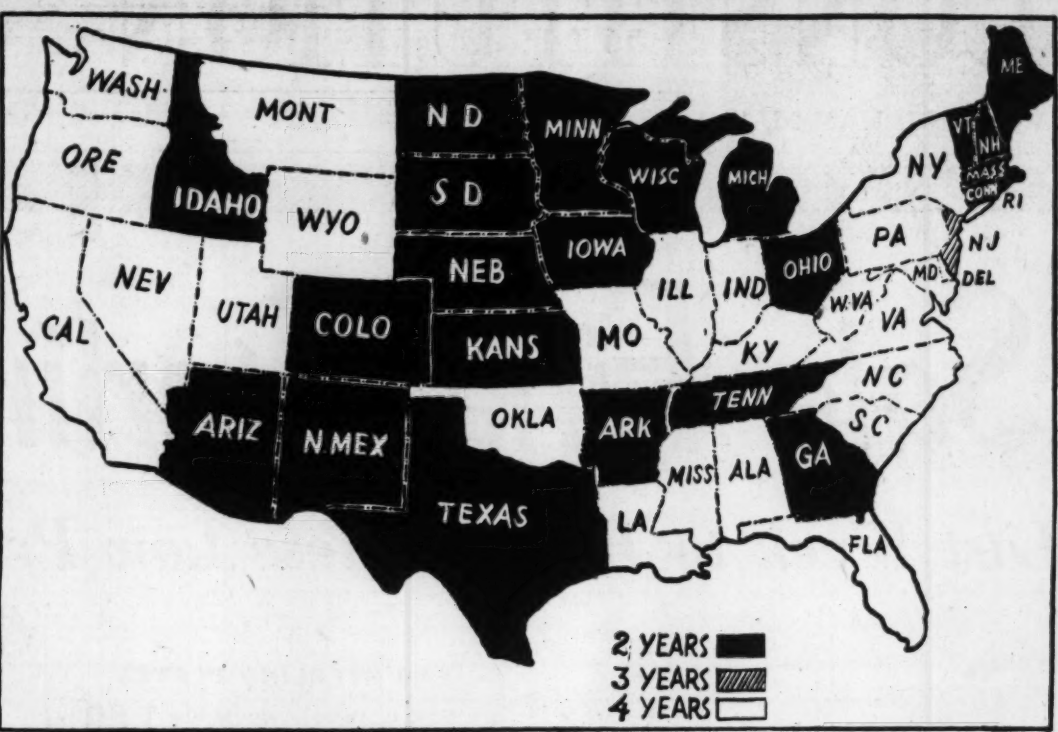 WASH
MONT
N D
MINN
ME
ORE
IDAHO
WYO
S D
WISC
MICH
VT
NH
NY
MASS
CONN
RI
NEV
UTAH
NEB
IOWA
ILL
IND
OHIO
PA
NJ
MD
DEL
CAL
COLO
KANS
MO
KY
W.VA
VA
ARIZ
N.MEX
OKLA
ARK
TENN
NC
SC
TEXAS
LA
MISS
ALA
GA
FLA
2 YEARS
3 YEARS
4 YEARS